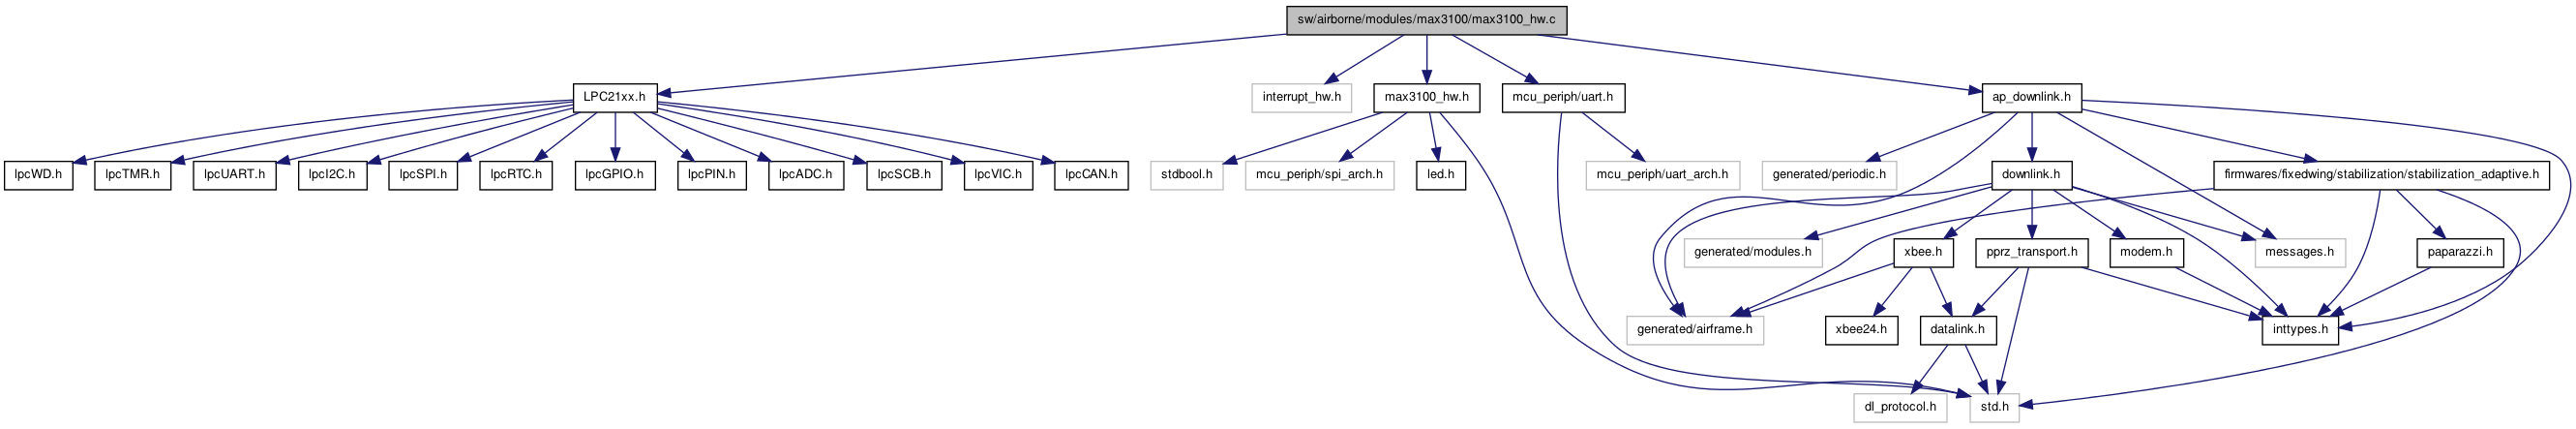 sw/airborne/modules/max3100/max3100_hw.c
LPC21xx.h
interrupt_hw.h
max3100_hw.h
mcu_periph/uart.h
ap_downlink.h
lpcWD.h
lpcTMR.h
lpcUART.h
lpcI2C.h
lpcSPI.h
lpcRTC.h
lpcGPIO.h
lpcPIN.h
lpcADC.h
lpcSCB.h
lpcVIC.h
lpcCAN.h
stdbool.h
mcu_periph/spi_arch.h
led.h
mcu_periph/uart_arch.h
generated/periodic.h
downlink.h
firmwares/fixedwing/stabilization/stabilization_adaptive.h
generated/modules.h
xbee.h
pprz_transport.h
modem.h
messages.h
paparazzi.h
generated/airframe.h
xbee24.h
datalink.h
inttypes.h
dl_protocol.h
std.h